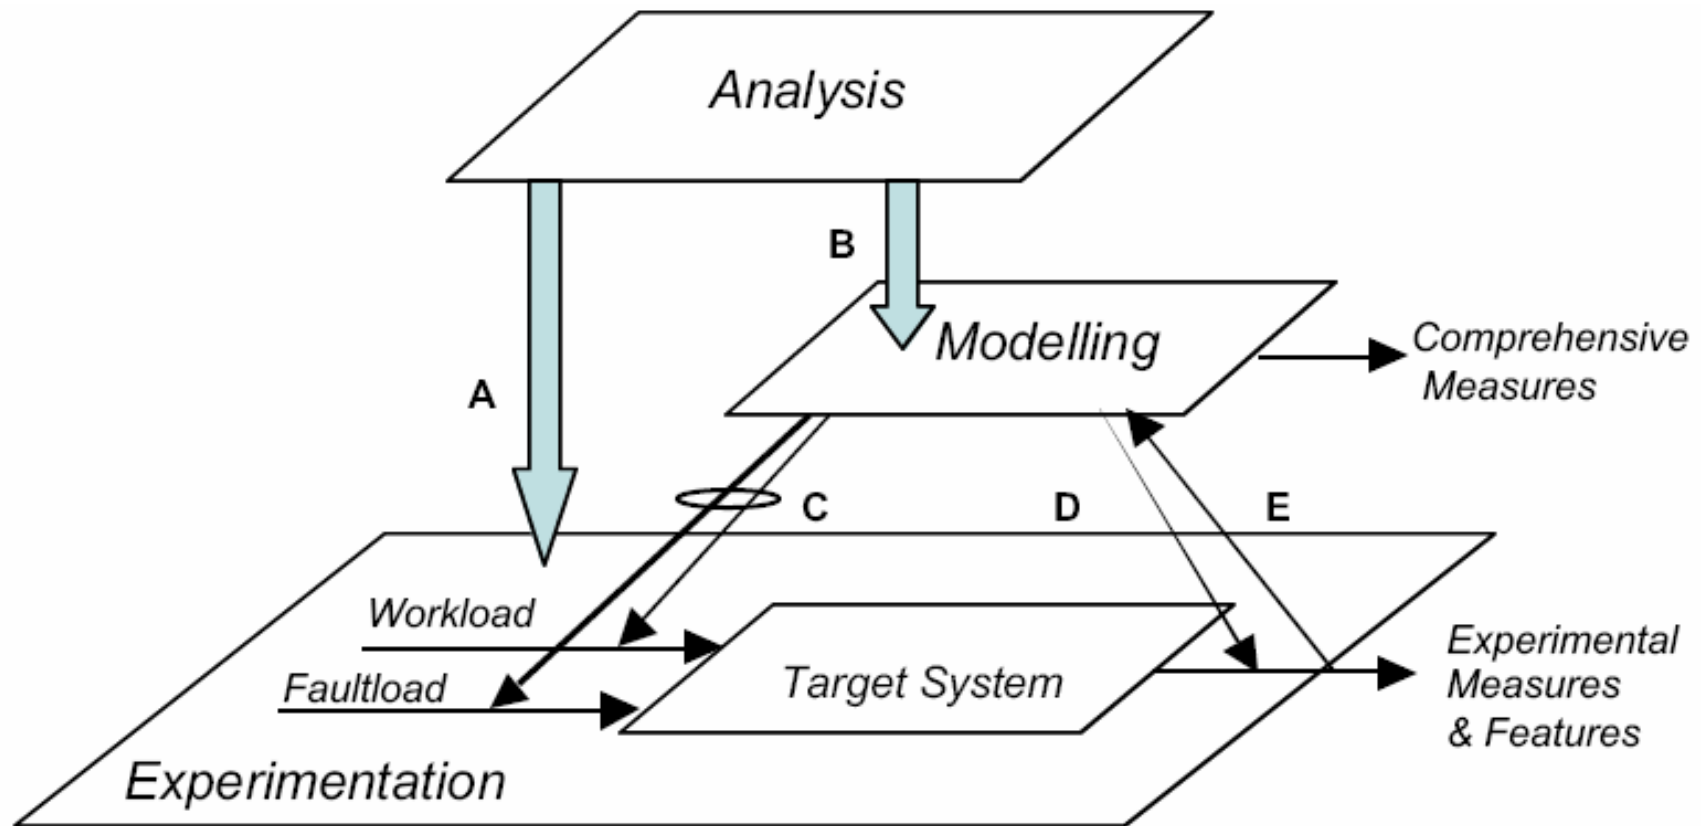 Analysis
B
Modelling
Comprehensive
Measures
A
C
D
E
Workload
Faultload
Target System
Experimental
Measures
& Features
Experimentation